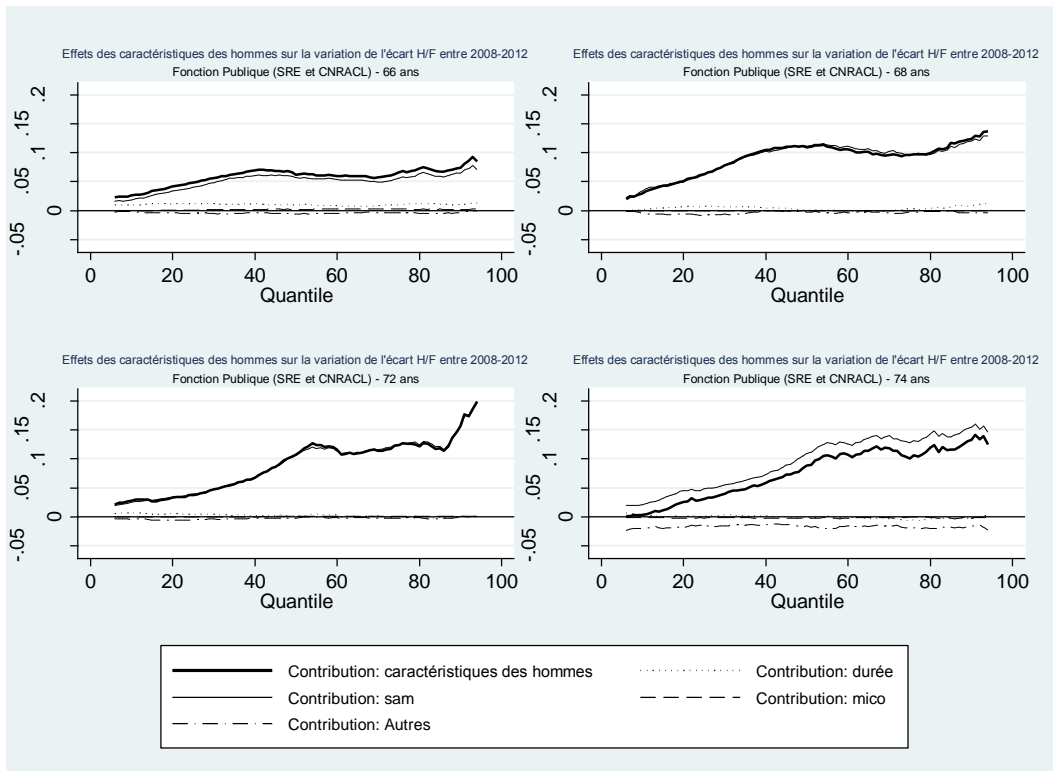 Effets des caractéristiques des hommes sur la variation de l'écart H/F entre 2008-2012
Fonction Publique (SRE et CNRACL) - 66 ans
.2
.15
.1
.05
0
-.05
0 20 40 60 80 100
Quantile
Effets des caractéristiques des hommes sur la variation de l'écart H/F entre 2008-2012
Fonction Publique (SRE et CNRACL) - 68 ans
.2
.15
.1
.05
0
-.05
0 20 40 60 80 100
Quantile
Effets des caractéristiques des hommes sur la variation de l'écart H/F entre 2008-2012
Fonction Publique (SRE et CNRACL) - 72 ans
.2
.15
.1
.05
0
-.05
0 20 40 60 80 100
Quantile
Effets des caractéristiques des hommes sur la variation de l'écart H/F entre 2008-2012
Fonction Publique (SRE et CNRACL) - 74 ans
.2
.15
.1
.05
0
-.05
0 20 40 60 80 100
Quantile
Contribution: caractéristiques des hommes
Contribution: durée
Contribution: sam
Contribution: mico
Contribution: Autres